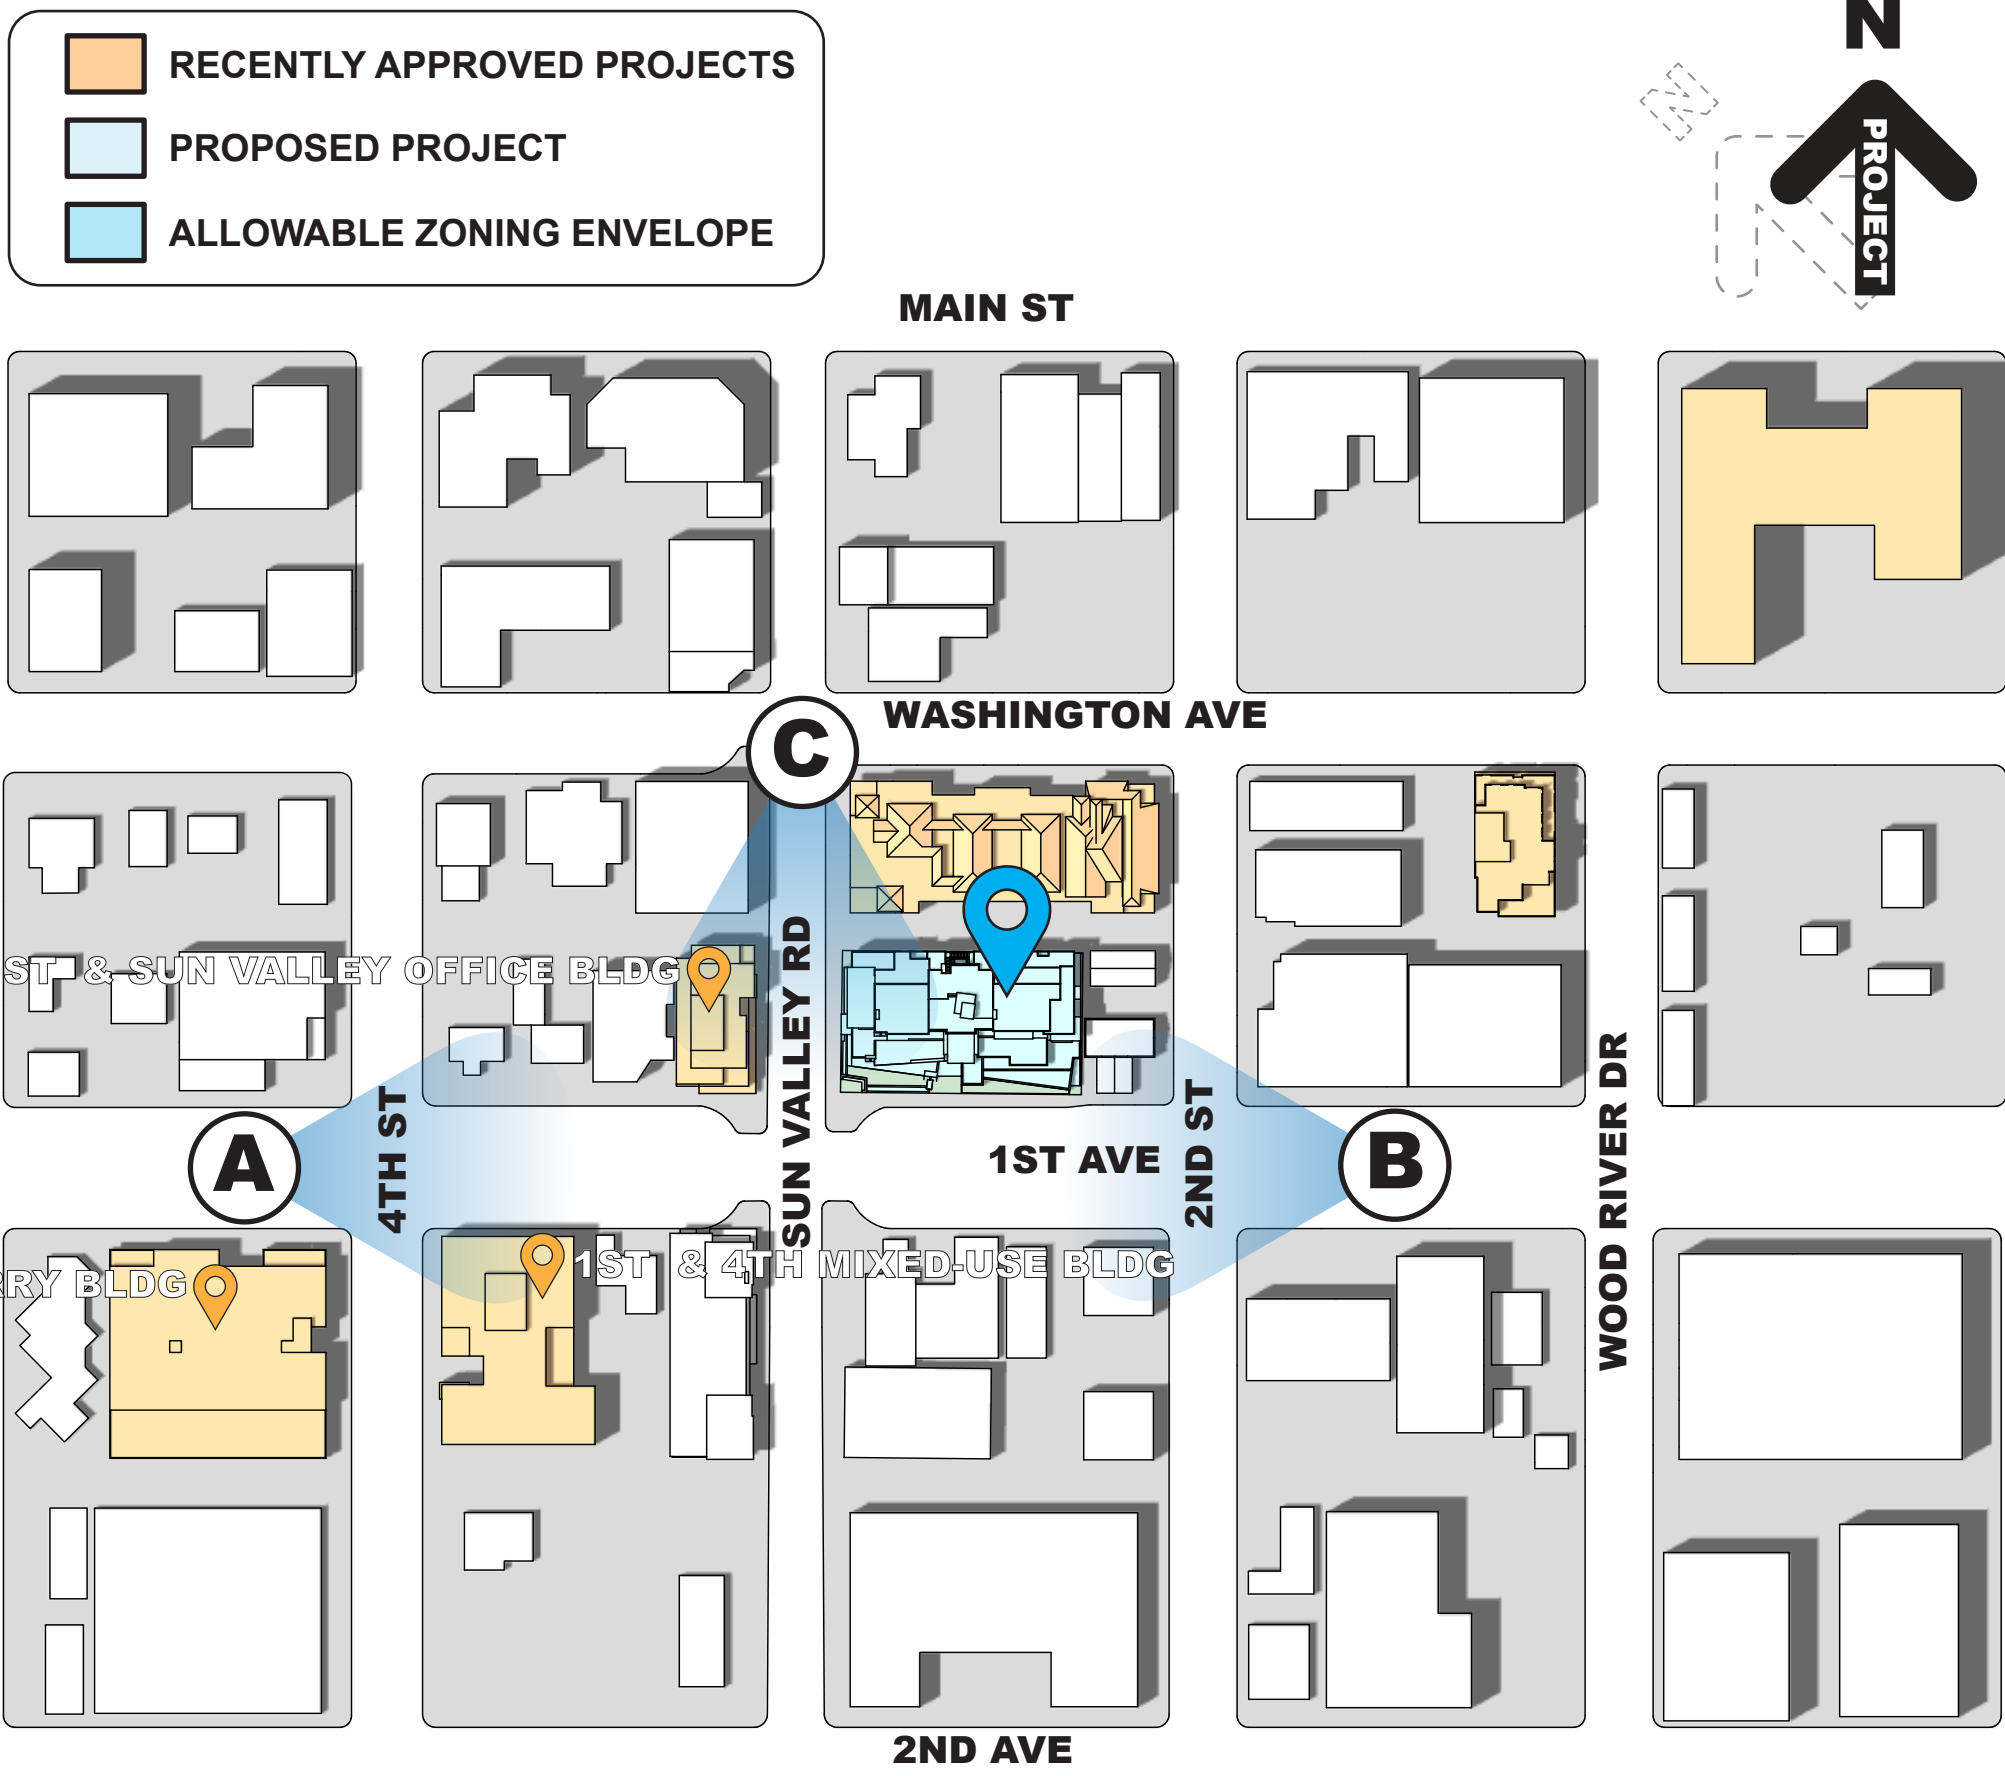 RECENTLY APPROVED PROJECTS
PROPOSED PROJECT
ALLOWABLE ZONING ENVELOPE
N
N
PROJECT
MAIN ST
WASHINGTON AVE
C
ST & SUN VALLEY OFFICE BLDG
SUN VALLEY RD
4TH ST
A
1ST AVE
2ND ST
B
WOOD RIVER DR
RRY BLDG
1ST & 4TH MIXED-USE BLDG
2ND AVE